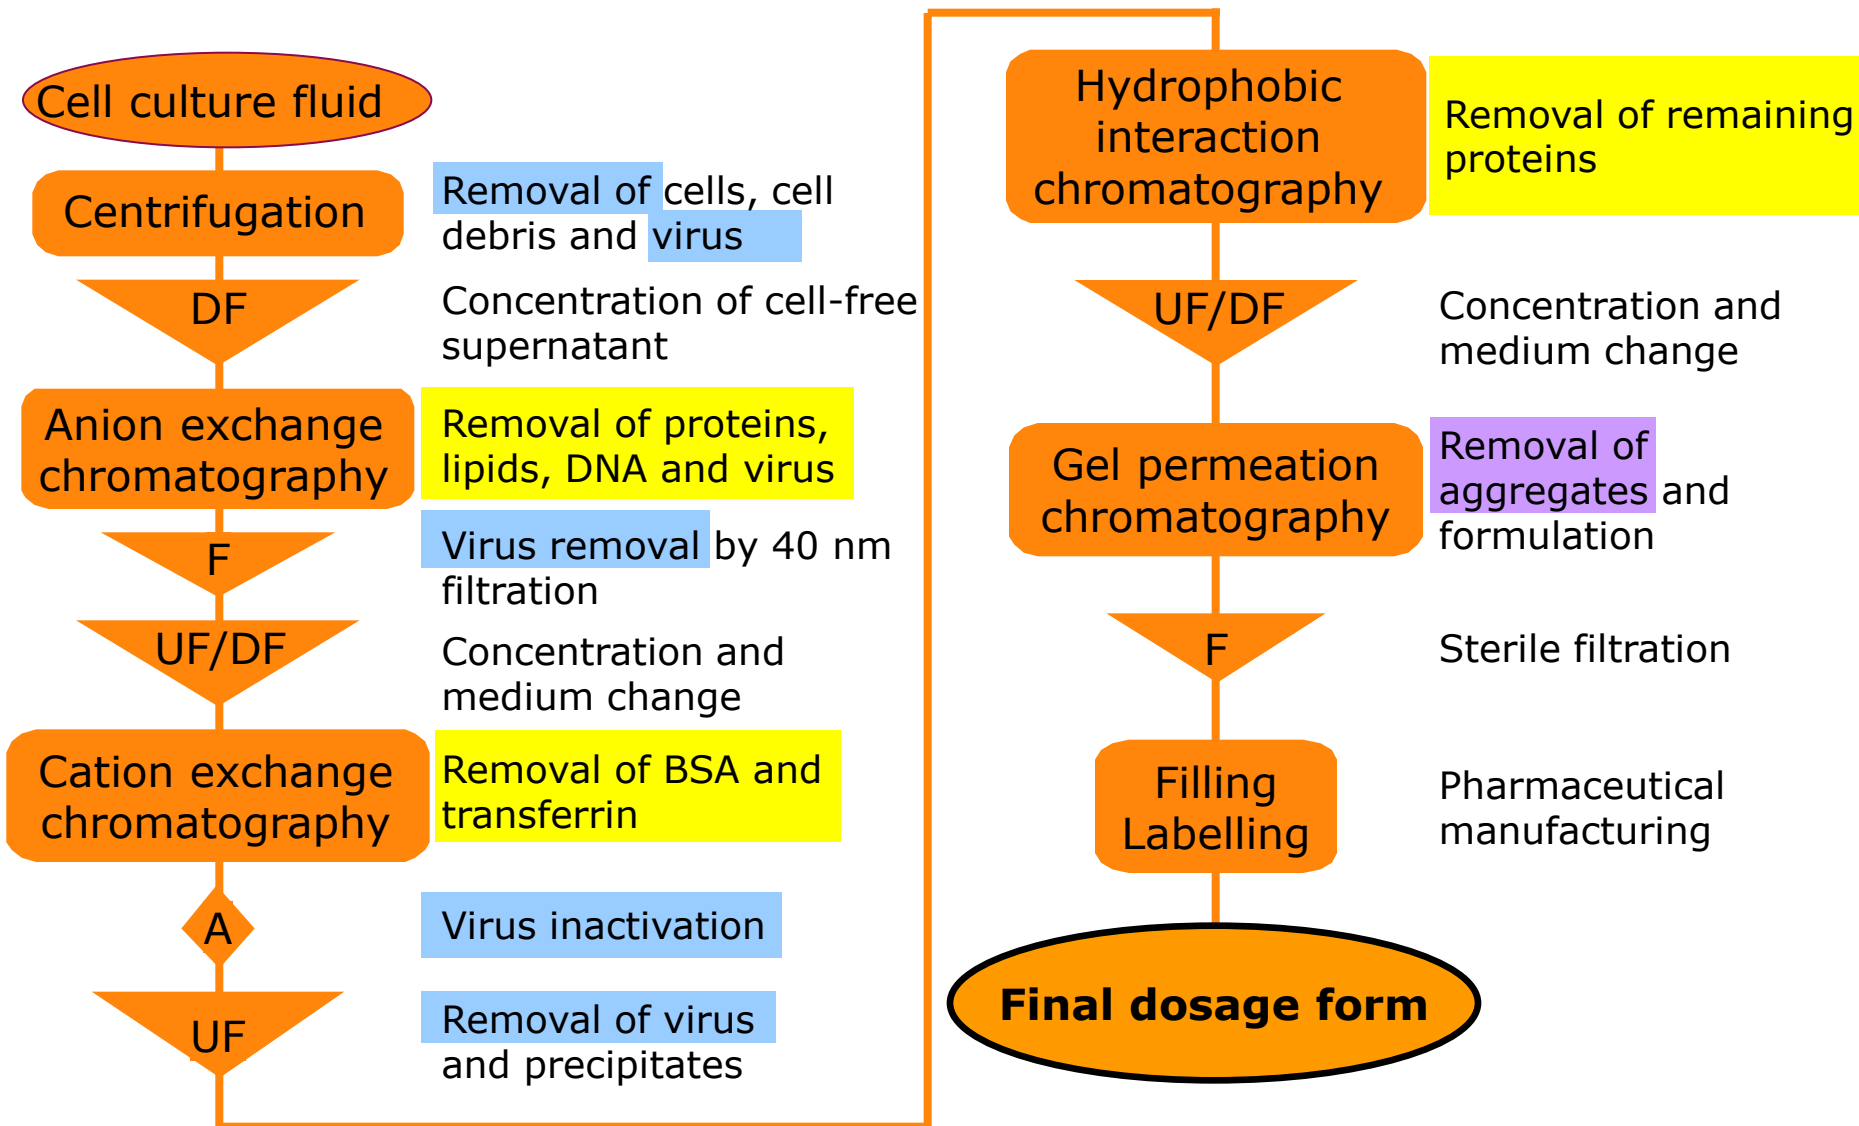 Cell culture fluid
Centrifugation
Removal of cells, cell
debris and virus
DF
Concentration of cell-free
supernatant
Anion exchange
chromatography
Removal of proteins,
lipids, DNA and virus
F
Virus removal by 40 nm
filtration
UF/DF
Concentration and
medium change
Cation exchange
chromatography
Removal of BSA and
transferrin
A
Virus inactivation
UF
Removal of virus
and precipitates
Hydrophobic
interaction
chromatography
Removal of remaining
proteins
UF/DF
Concentration and
medium change
Gel permeation
chromatography
Removal of
aggregates and
formulation
F
Sterile filtration
Filling
Labelling
Pharmaceutical
manufacturing
Final dosage form